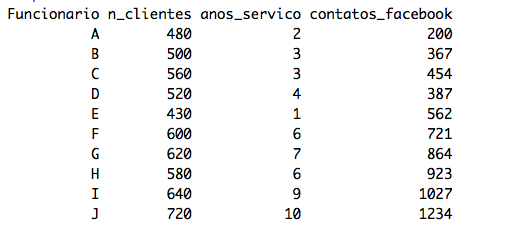 Funcionario n_clientes anos_servico contatos_facebook
A 480 2 200
B 500 3 367
C 560 3 454
D 520 4 387
E 430 1 562
F 600 6 721
G 620 7 864
H 580 6 923
I 640 9 1027
J 720 10 1234